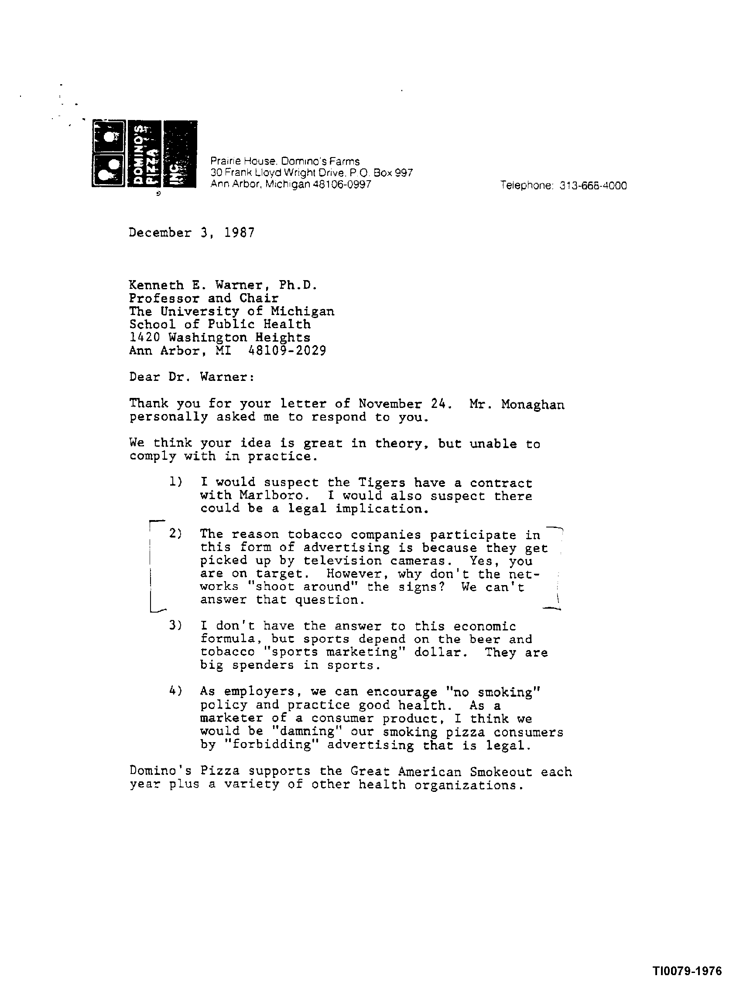 DOMINO'S
PIZZA
INC.
Prairie House, Domino's Farms
30 Frank Lloyd Wright Drive, P.O. Box 997
Ann Arbor, Michigan 48106-0997
Telephone: 313-668-4000
December 3, 1987
Kenneth E. Warner, Ph.D.
Professor and Chair
The University of Michigan
School of Public Health
1420 Washington Heights
Ann Arbor, MI 48109-2029
Dear Dr. Warner:
Thank you for your letter of November 24. Mr. Monaghan
personally asked me to respond to you.
We think your idea is great in theory, but unable to
comply with in practice.
1) I would suspect the Tigers have a contract
with Marlboro. I would also suspect there
could be a legal implication.
2) The reason tobacco companies participate in
this form of advertising is because they get
picked up by television cameras. Yes, you
are on target. However, why don't the net-
works "shoot around" the signs? We can't
answer that question.
3) I don't have the answer to this economic
formula, but sports depend on the beer and
tobacco "sports marketing" dollar. They are
big spenders in sports.
4) As employers, we can encourage "no smoking"
policy and practice good health. As a
marketer of a consumer product, I think we
would be "damning" our smoking pizza consumers
by "forbidding" advertising that is legal.
Domino's Pizza supports the Great American Smokeout each
year plus a variety of other health organizations.
TI0079-1976